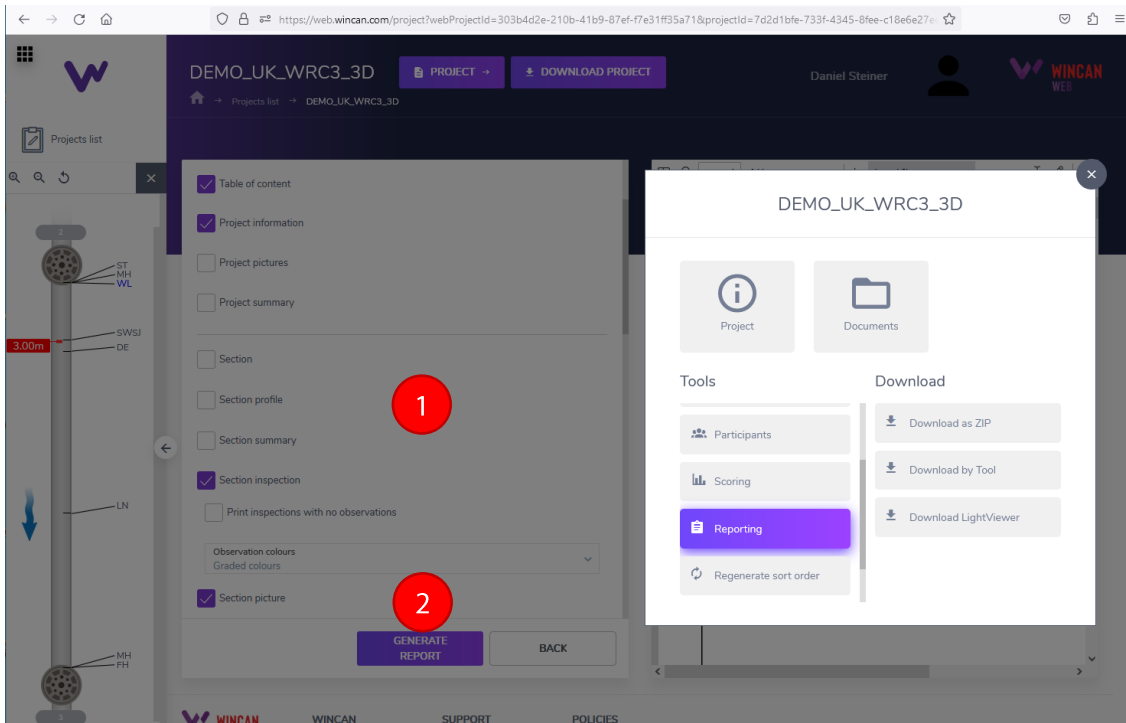 https://web.wincan.com/project?webProjectId=303b4d2e-210b-41b9-87ef-f7e31ff35a71&projectId=7d2d1bfe-733f-4345-8fee-c18e6e27e
DEMO_UK_WRC3_3D
PROJECT →
DOWNLOAD PROJECT
Daniel Steiner
WINCAN
WEB
→ Projects list → DEMO_UK_WRC3_3D
Projects list
2
ST
MH
WL
SWSJ
3.00m
DE
LN
MH
FH
3
Table of content
Project information
Project pictures
Project summary
Section
Section profile
1
Section summary
Section inspection
Print inspections with no observations
Observation colours
Graded colours
Section picture
2
GENERATE
REPORT
BACK
DEMO_UK_WRC3_3D
Project
Documents
Tools
Download
Participants
Download as ZIP
Scoring
Download by Tool
Reporting
Download LightViewer
Regenerate sort order
WINCAN
WINCAN
SUPPORT
POLICIES